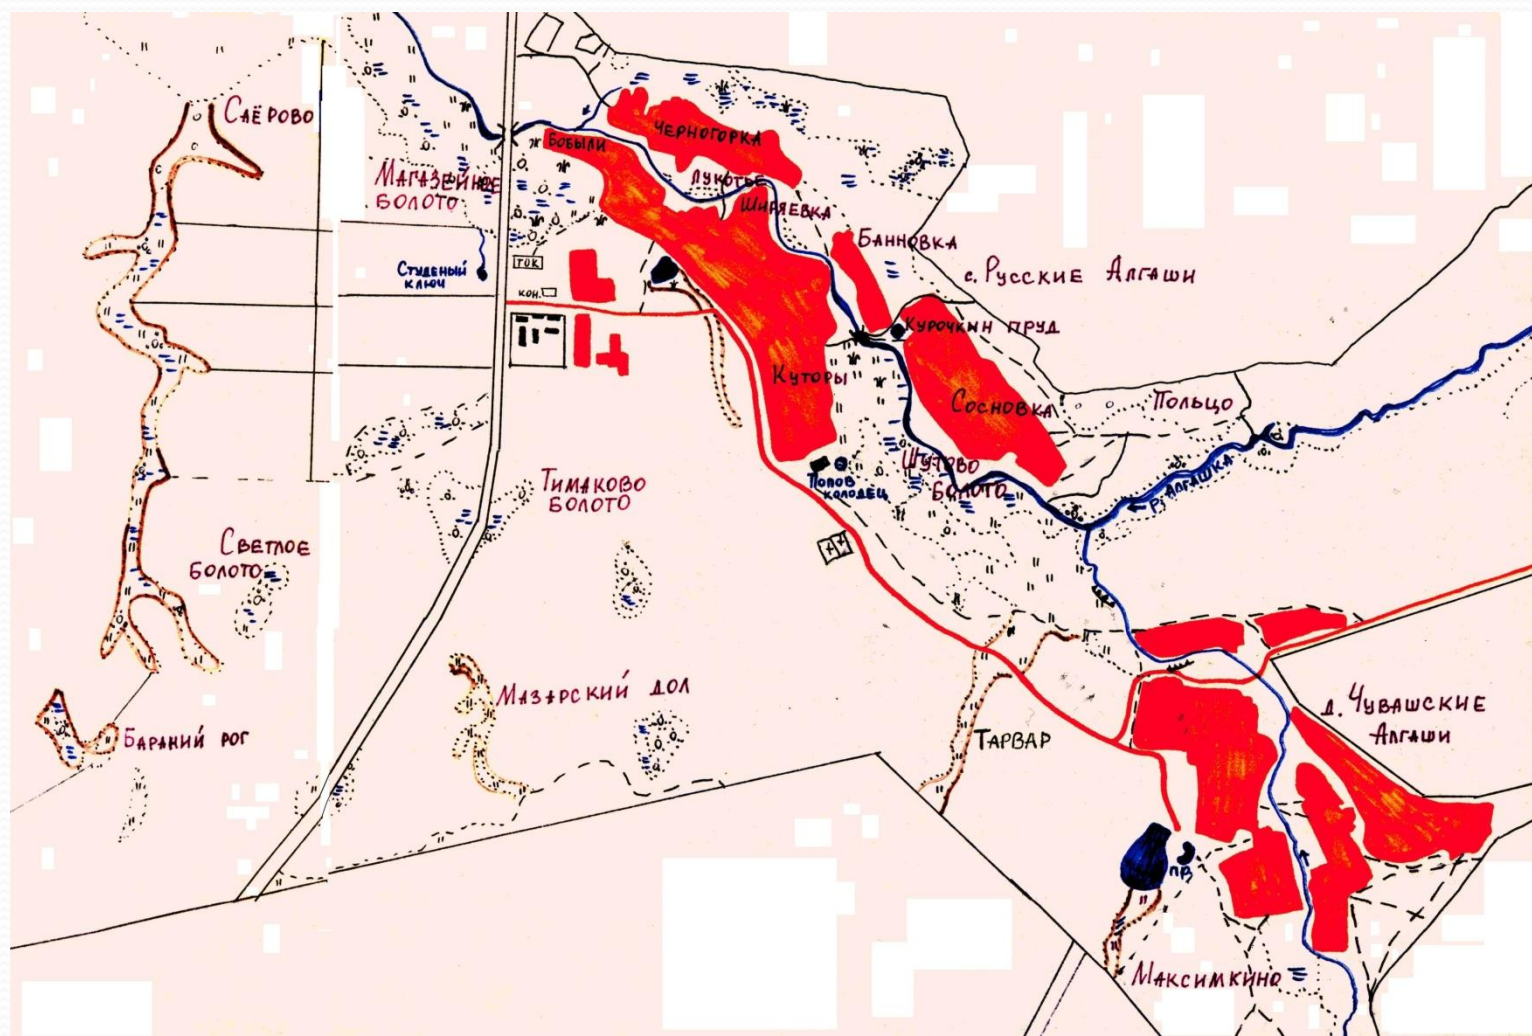 Саёрово
Черногорка
Бобыли
Магазейное
болото
Лукотье
Ширяевка
Банновка
Студеный
ключ
ток
кон.
с. Русские Алгаши
Курочкин пруд
Куторы
Сосновка
Польцо
Тимаково
болото
Попов
колодец
Шутово
болото
р. Алгашка
Светлое
болото
Мазарский дол
Бараний рог
Тарвар
д. Чувашские
Алгаши
пв
Максимкино